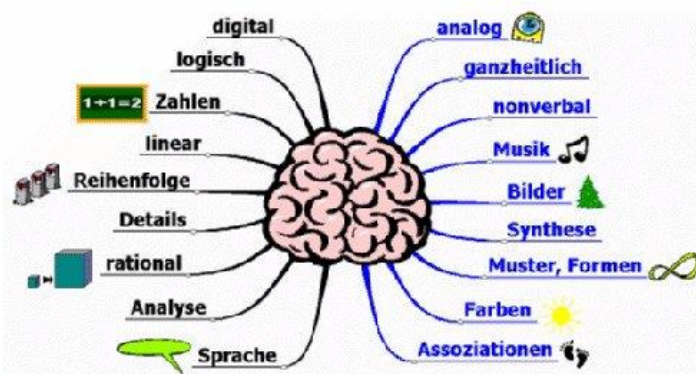 digital
logisch
1+1=2
Zahlen
linear
Reihenfolge
Details
rational
Analyse
Sprache
analog
ganzheitlich
nonverbal
Musik
Bilder
Synthese
Muster, Formen
Farben
Assoziationen